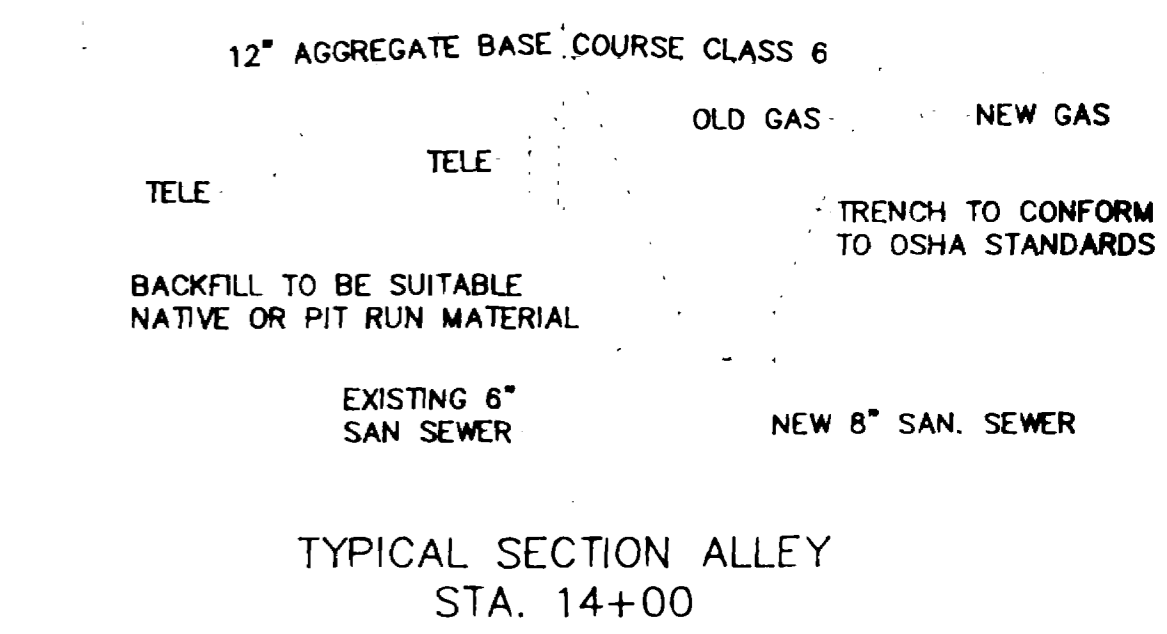 12" AGGREGATE BASE COURSE CLASS 6
OLD GAS
NEW GAS
TELE
TELE
TRENCH TO CONFORM
TO OSHA STANDARDS
BACKFILL TO BE SUITABLE
NATIVE OR PIT RUN MATERIAL
EXISTING 6"
SAN SEWER
NEW 8" SAN. SEWER
TYPICAL SECTION ALLEY
STA. 14+00